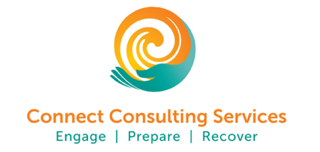 Connect Consulting Services
Engage | Prepare | Recover